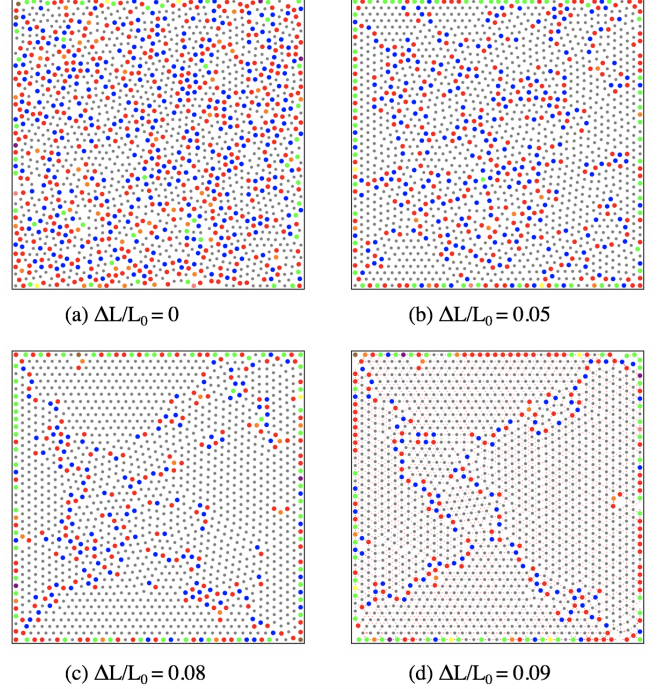 (a) ΔL/L₀ = 0
(b) ΔL/L₀ = 0.05
(c) ΔL/L₀ = 0.08
(d) ΔL/L₀ = 0.09